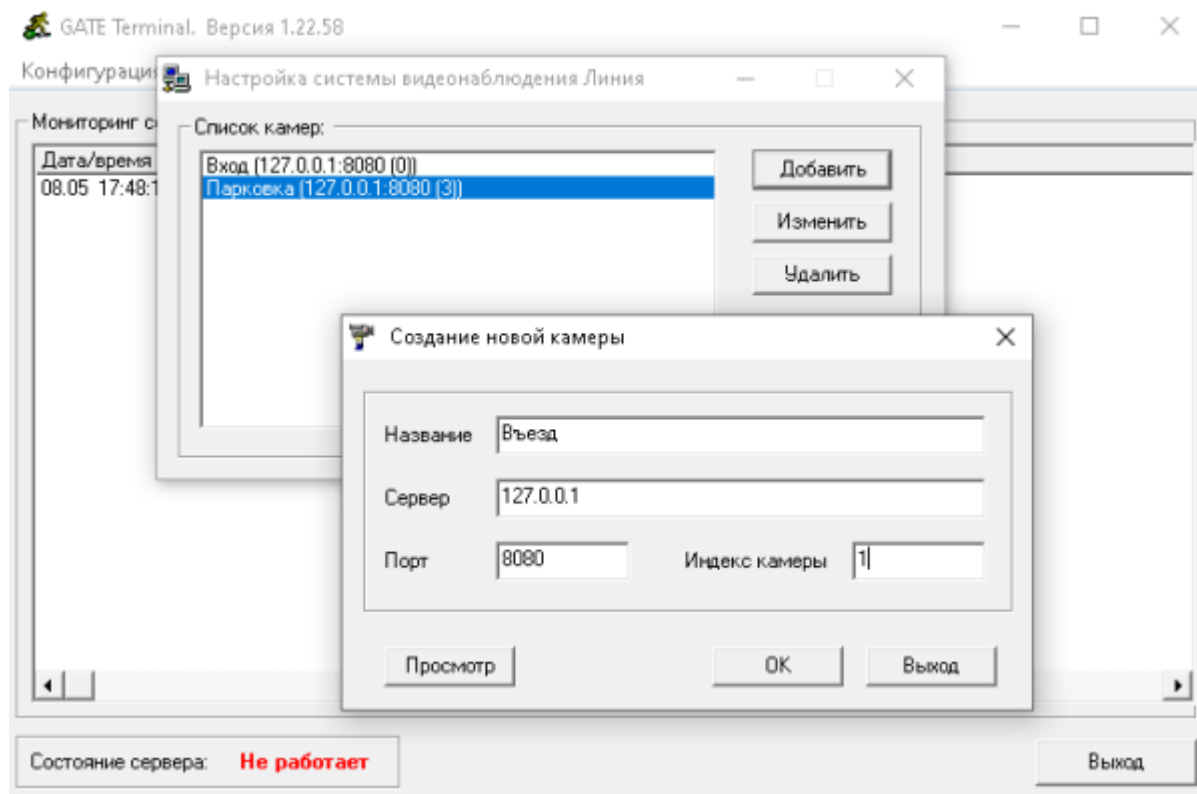 GATE Terminal. Версия 1.22.58
Конфигурация
Настройка системы видеонаблюдения Линия
Мониторинг
Список камер:
Дата/время
08.05 17:48:1
Вход (127.0.0.1:8080 (0))
Парковка (127.0.0.1:8080 (3))
Добавить
Изменить
Удалить
Создание новой камеры
Название
Въезд
Сервер
127.0.0.1
Порт
8080
Индекс камеры
1
Просмотр
OK
Выход
Состояние сервера: Не работает
Выход